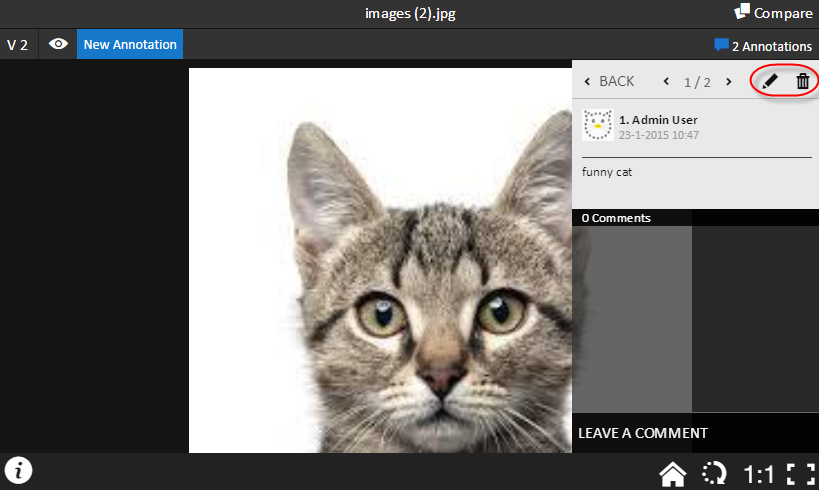 images (2).jpg
Compare
V 2
New Annotation
2 Annotations
BACK
1 / 2
1. Admin User
23-1-2015 10:47
funny cat
0 Comments
LEAVE A COMMENT
1:1